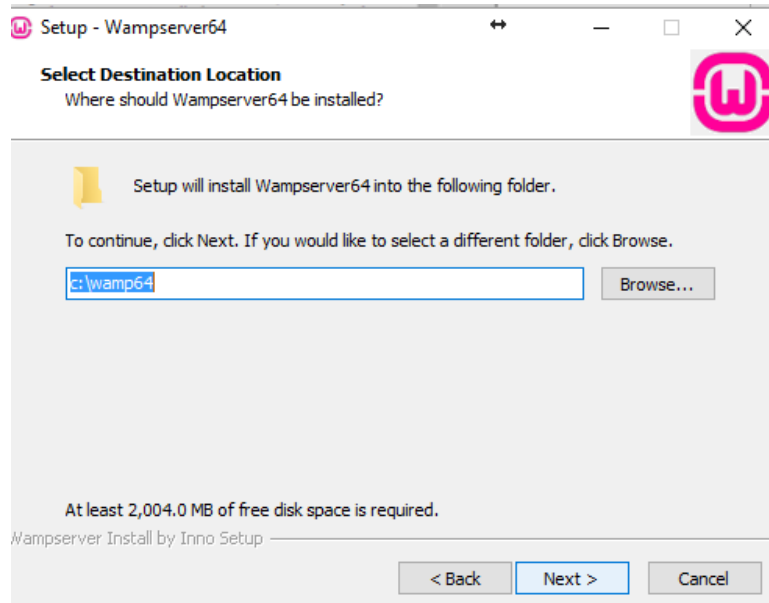 Setup - Wampserver64
Select Destination Location
Where should Wampserver64 be installed?
Setup will install Wampserver64 into the following folder.
To continue, click Next. If you would like to select a different folder, click Browse.
c:\wamp64
Browse...
At least 2,004.0 MB of free disk space is required.
Wampserver Install by Inno Setup
< Back
Next >
Cancel